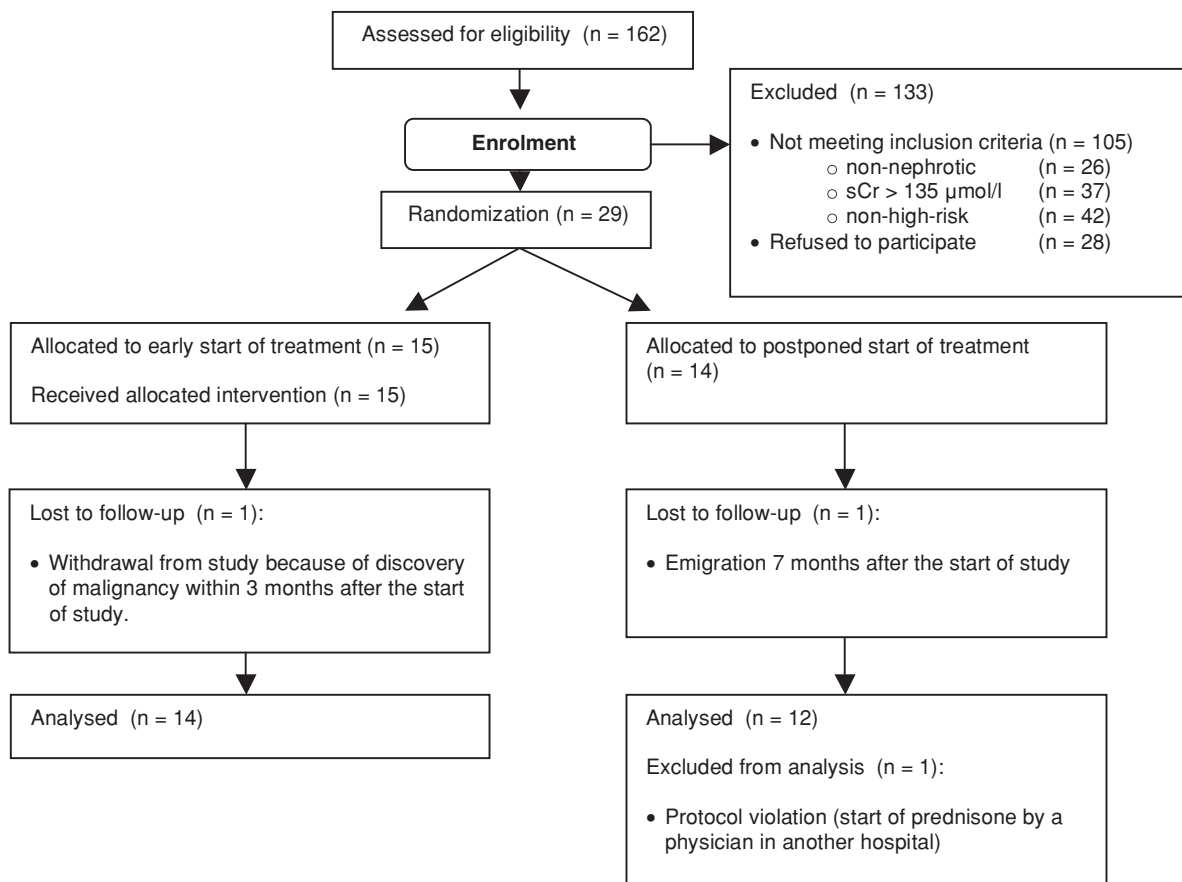 Assessed for eligibility (n = 162)
Excluded (n = 133)
• Not meeting inclusion criteria (n = 105)
○ non-nephrotic (n = 26)
○ sCr > 135 µmol/l (n = 37)
○ non-high-risk (n = 42)
• Refused to participate (n = 28)
Enrolment
Randomization (n = 29)
Allocated to early start of treatment (n = 15)
Received allocated intervention (n = 15)
Allocated to postponed start of treatment
(n = 14)
Lost to follow-up (n = 1):
• Withdrawal from study because of discovery
of malignancy within 3 months after the start
of study.
Lost to follow-up (n = 1):
• Emigration 7 months after the start of study
Analysed (n = 14)
Analysed (n = 12)
Excluded from analysis (n = 1):
• Protocol violation (start of prednisone by a
physician in another hospital)